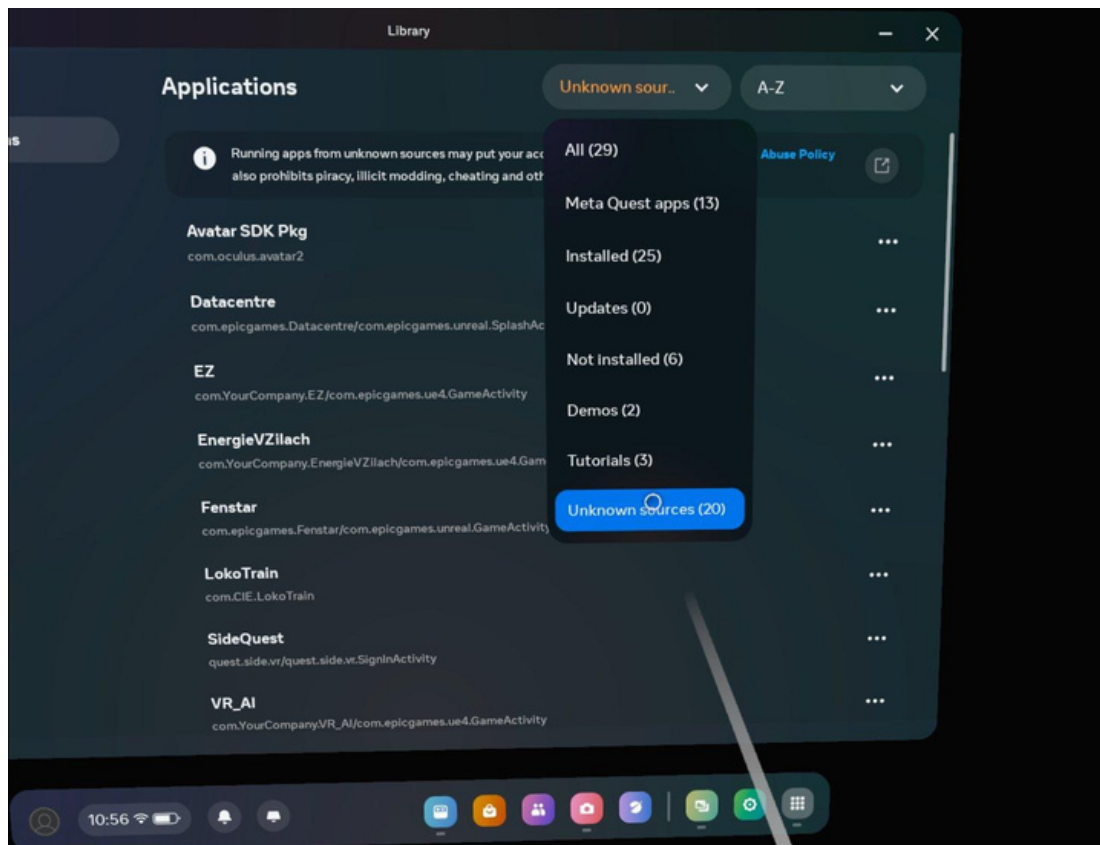 Library
Applications
Unknown sour..
A-Z
Running apps from unknown sources may put your acc
Abuse Policy
also prohibits piracy, illicit modding, cheating and oth
All (29)
Meta Quest apps (13)
Installed (25)
Updates (0)
Not installed (6)
Demos (2)
Tutorials (3)
Unknown sources (20)
Avatar SDK Pkg
com.oculus.avatar2
Datacentre
com.epicgames.Datacentre/com.epicgames.unreal.SplashAc
EZ
com.YourCompany.EZ/com.epicgames.ue4.GameActivity
EnergieVZilach
com.YourCompany.EnergieVZilach/com.epicgames.ue4.Gam
Fenstar
com.epicgames.Fenstar/com.epicgames.unreal.GameActivity
LokoTrain
com.CIE.LokoTrain
SideQuest
quest.side.vr/quest.side.vr.SignInActivity
VR_AI
com.YourCompany.VR_AI/com.epicgames.ue4.GameActivity
10:56